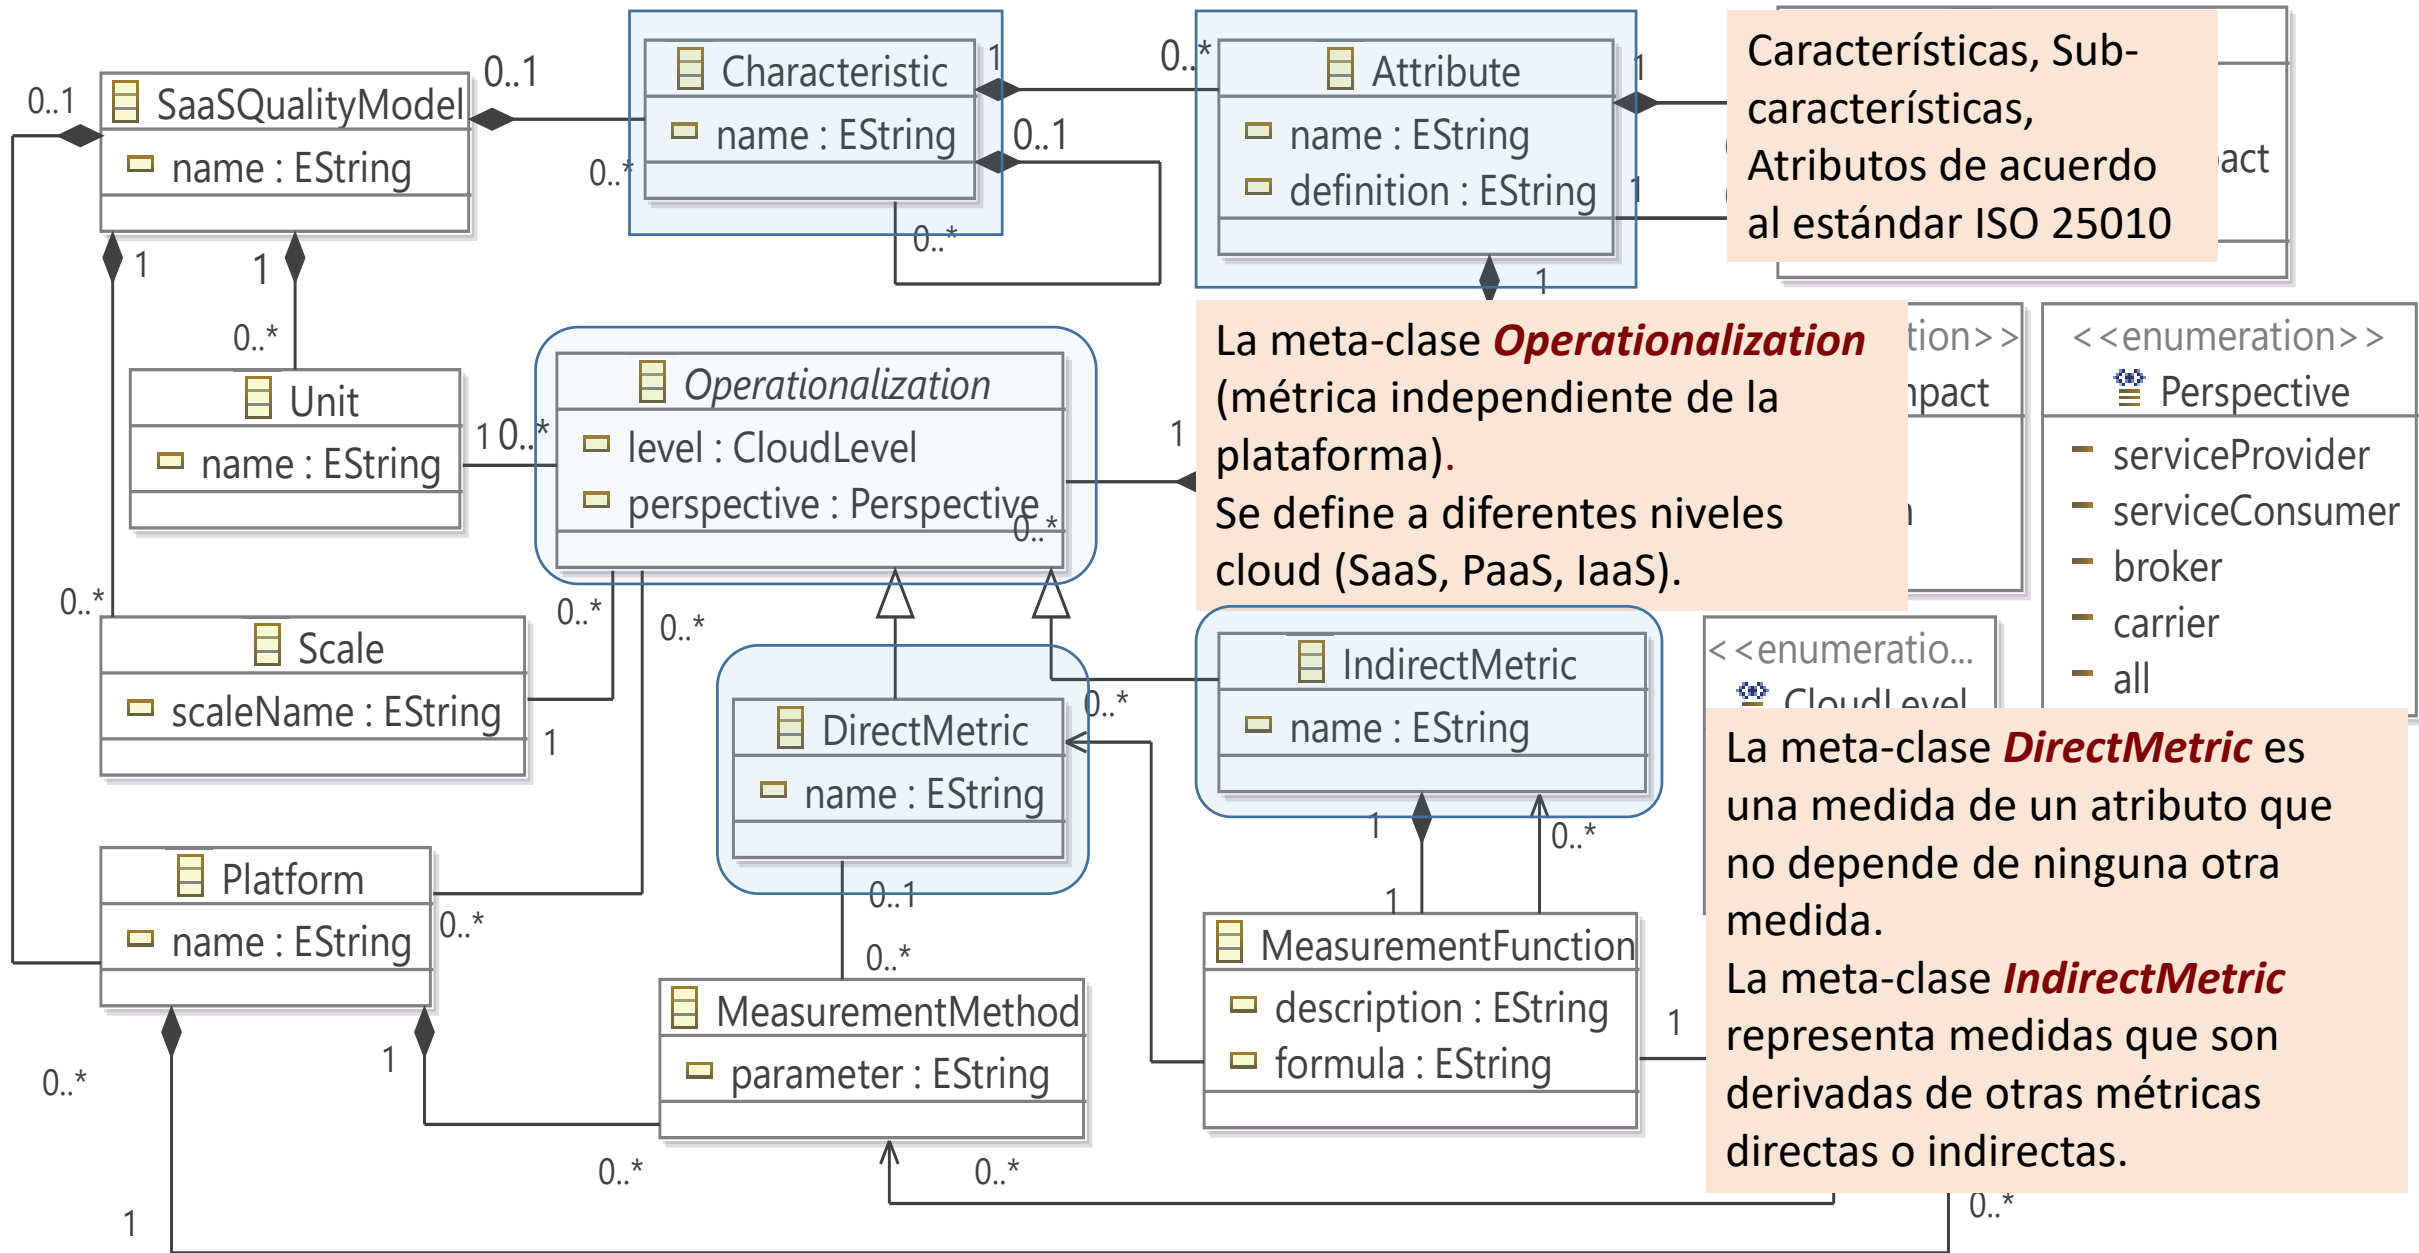 SaaSQualityModel
name : EString
0..1
0..1
0..*
Characteristic
name : EString
1
0..1
0..*
0..*
Attribute
name : EString
definition : EString
1
1
1
Características, Sub-
características,
Atributos de acuerdo
al estándar ISO 25010
act
1
1
0..*
0..*
Unit
name : EString
1
0..*
Operationalization
level : CloudLevel
perspective : Perspective
0..*
1
La meta-clase Operationalization
(métrica independiente de la
plataforma).
Se define a diferentes niveles
cloud (SaaS, PaaS, IaaS).
tion>>
pact
<<enumeration>>
Perspective
serviceProvider
serviceConsumer
broker
carrier
all
Scale
scaleName : EString
1
0..*
0..*
DirectMetric
name : EString
0..*
0..1
0..*
IndirectMetric
name : EString
1
0..*
1
<<enumeratio...
CloudLevel
La meta-clase DirectMetric es
una medida de un atributo que
no depende de ninguna otra
medida.
La meta-clase IndirectMetric
representa medidas que son
derivadas de otras métricas
directas o indirectas.
Platform
name : EString
0..*
0..*
1
1
MeasurementMethod
parameter : EString
0..*
0..*
MeasurementFunction
description : EString
formula : EString
1
0..*